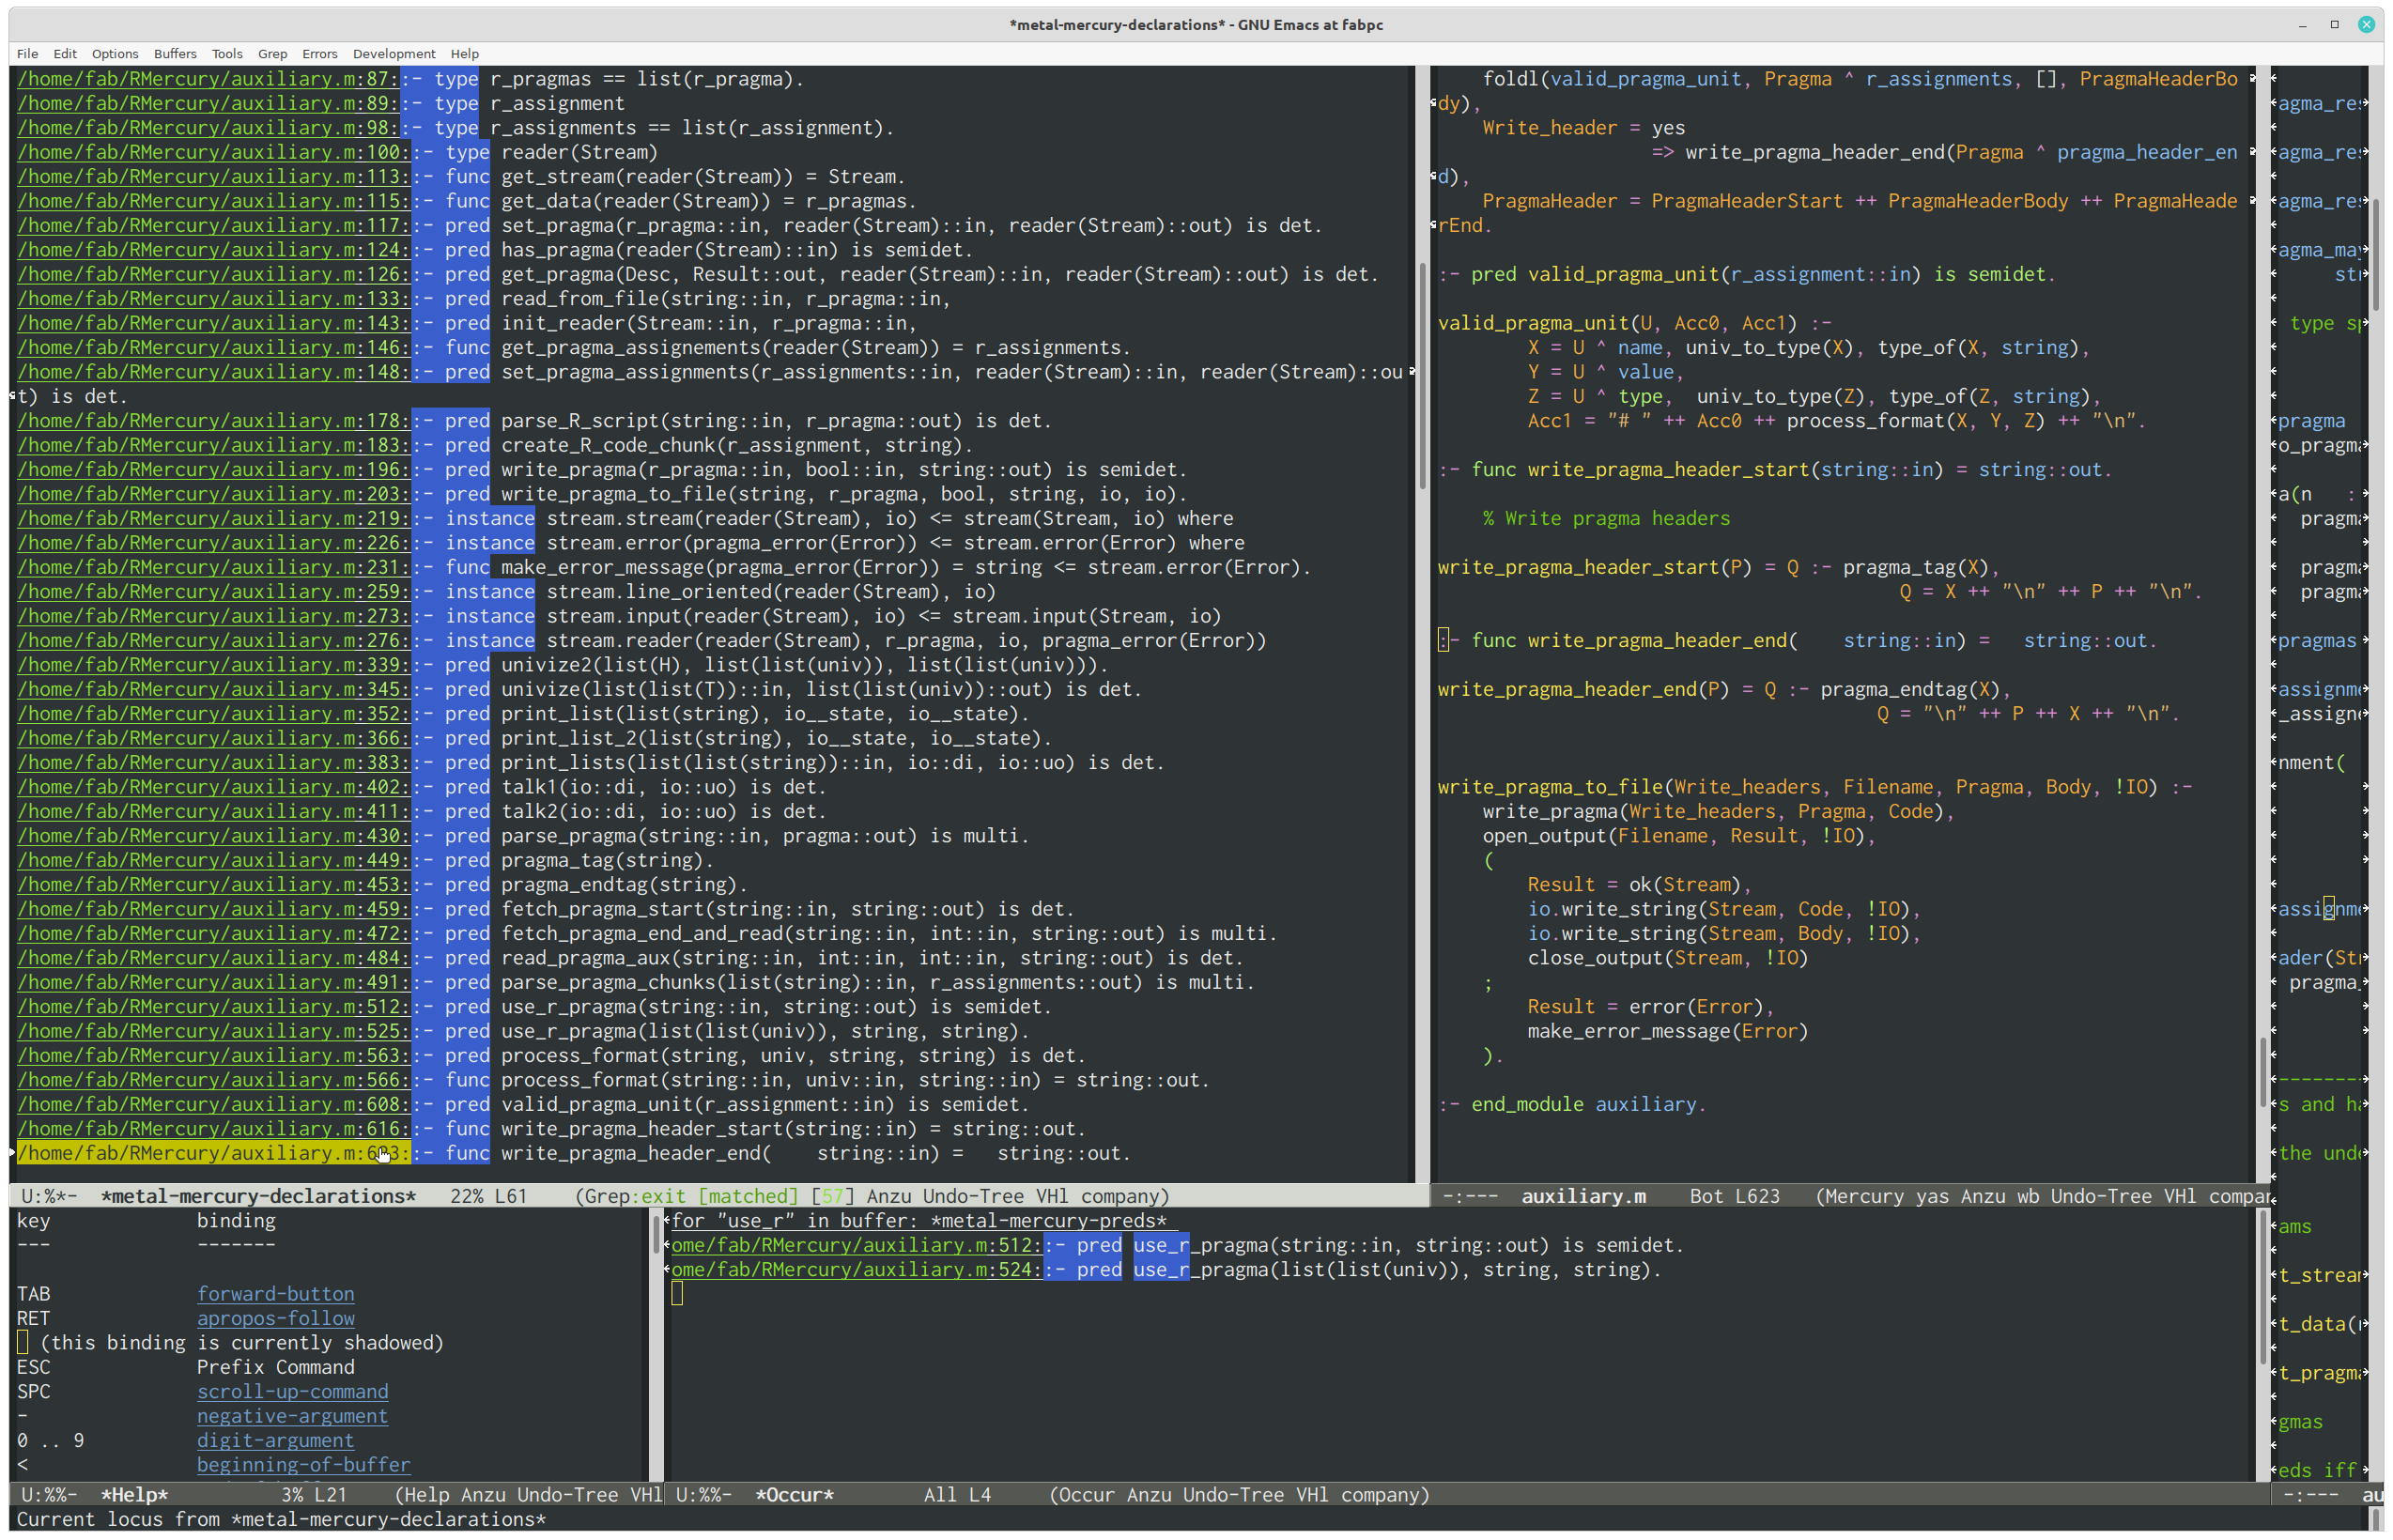 *metal-mercury-declarations* - GNU Emacs at fabpc
File Edit Options Buffers Tools Grep Errors Development Help
/home/fab/RMercury/auxiliary.m:87::- type r_pragmas == list(r_pragma).
/home/fab/RMercury/auxiliary.m:89::- type r_assignment
/home/fab/RMercury/auxiliary.m:98::- type r_assignments == list(r_assignment).
/home/fab/RMercury/auxiliary.m:100::- type reader(Stream)
/home/fab/RMercury/auxiliary.m:113::- func get_stream(reader(Stream)) = Stream.
/home/fab/RMercury/auxiliary.m:115::- func get_data(reader(Stream)) = r_pragmas.
/home/fab/RMercury/auxiliary.m:117::- pred set_pragma(r_pragma::in, reader(Stream)::in, reader(Stream)::out) is det.
/home/fab/RMercury/auxiliary.m:124::- pred has_pragma(reader(Stream)::in) is semidet.
/home/fab/RMercury/auxiliary.m:126::- pred get_pragma(Desc, Result::out, reader(Stream)::in, reader(Stream)::out) is det.
/home/fab/RMercury/auxiliary.m:133::- pred read_from_file(string::in, r_pragma::in,
/home/fab/RMercury/auxiliary.m:143::- pred init_reader(Stream::in, r_pragma::in,
/home/fab/RMercury/auxiliary.m:146::- func get_pragma_assignements(reader(Stream)) = r_assignments.
/home/fab/RMercury/auxiliary.m:148::- pred set_pragma_assignments(r_assignments::in, reader(Stream)::in, reader(Stream)::ou
t) is det.
/home/fab/RMercury/auxiliary.m:178::- pred parse_R_script(string::in, r_pragma::out) is det.
/home/fab/RMercury/auxiliary.m:183::- pred create_R_code_chunk(r_assignment, string).
/home/fab/RMercury/auxiliary.m:196::- pred write_pragma(r_pragma::in, bool::in, string::out) is semidet.
/home/fab/RMercury/auxiliary.m:203::- pred write_pragma_to_file(string, r_pragma, bool, string, io, io).
/home/fab/RMercury/auxiliary.m:219::- instance stream.stream(reader(Stream), io) <= stream(Stream, io) where
/home/fab/RMercury/auxiliary.m:226::- instance stream.error(pragma_error(Error)) <= stream.error(Error) where
/home/fab/RMercury/auxiliary.m:231::- func make_error_message(pragma_error(Error)) = string <= stream.error(Error).
/home/fab/RMercury/auxiliary.m:259::- instance stream.line_oriented(reader(Stream), io)
/home/fab/RMercury/auxiliary.m:273::- instance stream.input(reader(Stream), io) <= stream.input(Stream, io)
/home/fab/RMercury/auxiliary.m:276::- instance stream.reader(reader(Stream), r_pragma, io, pragma_error(Error))
/home/fab/RMercury/auxiliary.m:339::- pred univize2(list(H), list(list(univ)), list(list(univ))).
/home/fab/RMercury/auxiliary.m:345::- pred univize(list(list(T))::in, list(list(univ))::out) is det.
/home/fab/RMercury/auxiliary.m:352::- pred print_list(list(string), io__state, io__state).
/home/fab/RMercury/auxiliary.m:366::- pred print_list_2(list(string), io__state, io__state).
/home/fab/RMercury/auxiliary.m:383::- pred print_lists(list(list(string))::in, io::di, io::uo) is det.
/home/fab/RMercury/auxiliary.m:402::- pred talk1(io::di, io::uo) is det.
/home/fab/RMercury/auxiliary.m:411::- pred talk2(io::di, io::uo) is det.
/home/fab/RMercury/auxiliary.m:430::- pred parse_pragma(string::in, pragma::out) is multi.
/home/fab/RMercury/auxiliary.m:449::- pred pragma_tag(string).
/home/fab/RMercury/auxiliary.m:453::- pred pragma_endtag(string).
/home/fab/RMercury/auxiliary.m:459::- pred fetch_pragma_start(string::in, string::out) is det.
/home/fab/RMercury/auxiliary.m:472::- pred fetch_pragma_end_and_read(string::in, int::in, string::out) is multi.
/home/fab/RMercury/auxiliary.m:484::- pred read_pragma_aux(string::in, int::in, int::in, string::out) is det.
/home/fab/RMercury/auxiliary.m:491::- pred parse_pragma_chunks(list(string)::in, r_assignments::out) is multi.
/home/fab/RMercury/auxiliary.m:512::- pred use_r_pragma(string::in, string::out) is semidet.
/home/fab/RMercury/auxiliary.m:525::- pred use_r_pragma(list(list(univ)), string, string).
/home/fab/RMercury/auxiliary.m:563::- pred process_format(string, univ, string, string) is det.
/home/fab/RMercury/auxiliary.m:566::- func process_format(string::in, univ::in, string::in) = string::out.
/home/fab/RMercury/auxiliary.m:608::- pred valid_pragma_unit(r_assignment::in) is semidet.
/home/fab/RMercury/auxiliary.m:616::- func write_pragma_header_start(string::in) = string::out.
/home/fab/RMercury/auxiliary.m:623::- func write_pragma_header_end(    string::in) =   string::out.
U:%*-  *metal-mercury-declarations*   22% L61    (Grep:exit [matched] [57] Anzu Undo-Tree VHl company)
foldl(valid_pragma_unit, Pragma ^ r_assignments, [], PragmaHeaderBo
dy),
Write_header = yes
=> write_pragma_header_end(Pragma ^ pragma_header_en
d),
PragmaHeader = PragmaHeaderStart ++ PragmaHeaderBody ++ PragmaHeade
rEnd.
:- pred valid_pragma_unit(r_assignment::in) is semidet.
valid_pragma_unit(U, Acc0, Acc1) :-
X = U ^ name, univ_to_type(X), type_of(X, string),
Y = U ^ value,
Z = U ^ type,  univ_to_type(Z), type_of(Z, string),
Acc1 = "# " ++ Acc0 ++ process_format(X, Y, Z) ++ "\n".
:- func write_pragma_header_start(string::in) = string::out.
% Write pragma headers
write_pragma_header_start(P) = Q :- pragma_tag(X),
Q = X ++ "\n" ++ P ++ "\n".
:- func write_pragma_header_end(    string::in) =   string::out.
write_pragma_header_end(P) = Q :- pragma_endtag(X),
Q = "\n" ++ P ++ X ++ "\n".
write_pragma_to_file(Write_headers, Filename, Pragma, Body, !IO) :-
write_pragma(Write_headers, Pragma, Code),
open_output(Filename, Result, !IO),
(
Result = ok(Stream),
io.write_string(Stream, Code, !IO),
io.write_string(Stream, Body, !IO),
close_output(Stream, !IO)
;
Result = error(Error),
make_error_message(Error)
).
:- end_module auxiliary.
-:---  auxiliary.m    Bot L623   (Mercury yas Anzu wb Undo-Tree VHl compan
agma_res
agma_res
agma_res
agma_may
str
type sp
pragma
o_pragma
a(n   :
pragma
pragma
pragma
pragmas
assignme
_assigne
nment(
assignme
ader(Str
pragma_
-------
s and ha
the unde
ams
t_stream
t_data(r
t_pragma
gmas
eds iff
-:---  au
key             binding
---             -------
TAB             forward-button
RET             apropos-follow
(this binding is currently shadowed)
ESC             Prefix Command
SPC             scroll-up-command
-               negative-argument
0 .. 9          digit-argument
<               beginning-of-buffer
U:%%-  *Help*          3% L21    (Help Anzu Undo-Tree VHl
for "use_r" in buffer: *metal-mercury-preds*
ome/fab/RMercury/auxiliary.m:512::- pred use_r_pragma(string::in, string::out) is semidet.
ome/fab/RMercury/auxiliary.m:524::- pred use_r_pragma(list(list(univ)), string, string).
U:%%-  *Occur*        All L4     (Occur Anzu Undo-Tree VHl company)
Current locus from *metal-mercury-declarations*